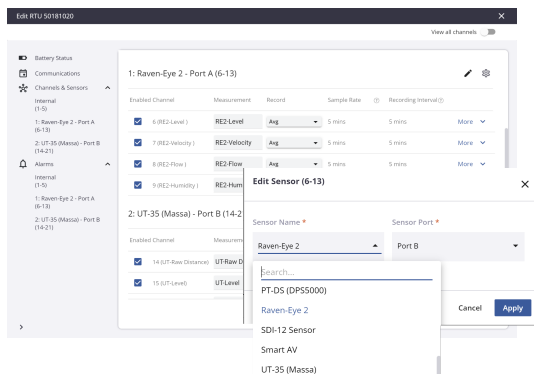 Edit RTU 50181020
View all channels
Battery Status
Communications
Channels & Sensors
Internal
(1-5)
1: Raven-Eye 2 - Port A
(6-13)
2: UT-35 (Massa) - Port B
(14-21)
Alarms
Internal
(1-5)
1: Raven-Eye 2 - Port A
(6-13)
2: UT-35 (Massa) - Port B
(14-21)
1: Raven-Eye 2 - Port A (6-13)
Enabled Channel Measurement Record Sample Rate Recording Interval
6 (RE2-Level ) RE2-Level Avg 5 mins 5 mins More
7 (RE2-Velocity ) RE2-Velocity Avg 5 mins 5 mins More
8 (RE2-Flow ) RE2-Flow Avg 5 mins 5 mins More
9 (RE2-Humidity ) RE2-Hum
2: UT-35 (Massa) - Port B (14-2
Enabled Channel Measureme
14 (UT-Raw Distance) UT-Raw D
15 (UT-Level) UT-Level
Edit Sensor (6-13)
Sensor Name * Sensor Port *
Raven-Eye 2 Port B
Search...
PT-DS (DPS5000)
Raven-Eye 2
SDI-12 Sensor
Smart AV
UT-35 (Massa)
Cancel Apply